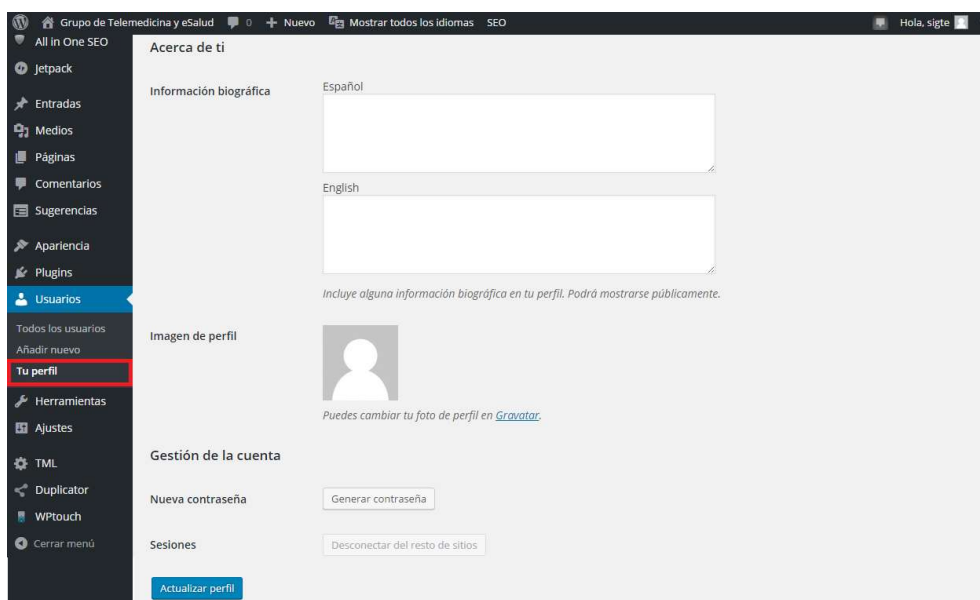 Grupo de Telemedicina y eSalud 0 + Nuevo Mostrar todos los idiomas SEO Hola, sigte
All in One SEO
Jetpack
Entradas
Medios
Páginas
Comentarios
Sugerencias
Apariencia
Plugins
Usuarios
Todos los usuarios
Añadir nuevo
Tu perfil
Herramientas
Ajustes
TML
Duplicator
WPtouch
Cerrar menú
Acerca de ti
Información biográfica
Español
English
Incluye alguna información biográfica en tu perfil. Podrá mostrarse públicamente.
Imagen de perfil
Puedes cambiar tu foto de perfil en Gravatar.
Gestión de la cuenta
Nueva contraseña
Generar contraseña
Sesiones
Desconectar del resto de sitios
Actualizar perfil